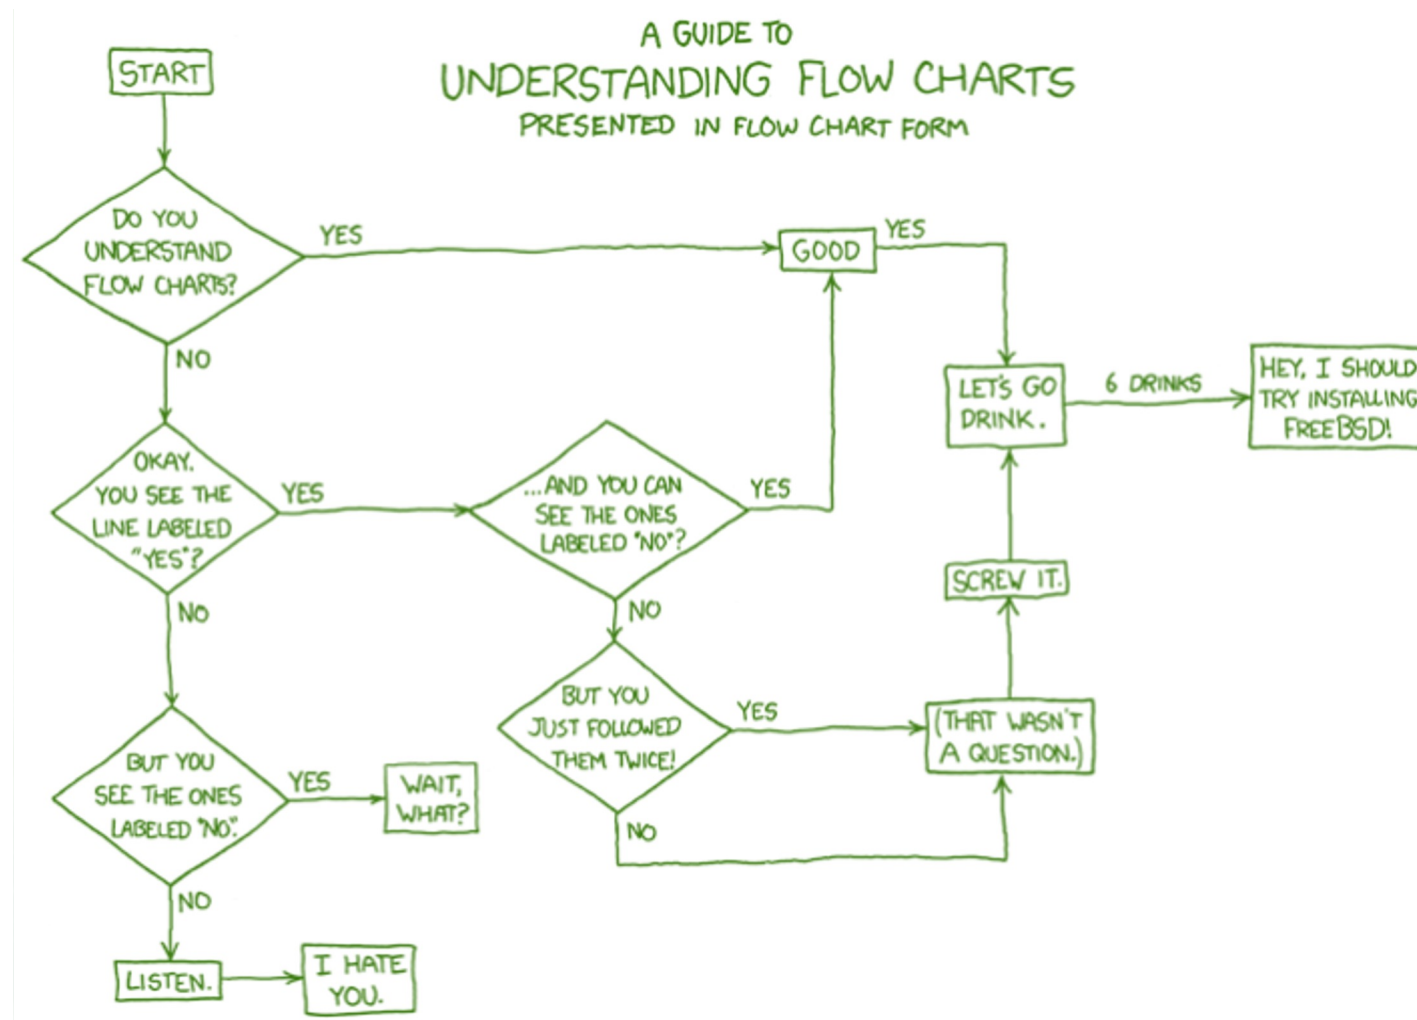 A GUIDE TO
UNDERSTANDING FLOW CHARTS
PRESENTED IN FLOW CHART FORM
START
DO YOU
UNDERSTAND
FLOW CHARTS?
YES
GOOD
YES
NO
LET'S GO
DRINK.
6 DRINKS
HEY, I SHOULD
TRY INSTALLING
FREEBSD!
OKAY.
YOU SEE THE
LINE LABELED
"YES"?
YES
...AND YOU CAN
SEE THE ONES
LABELED "NO"?
YES
NO
NO
SCREW IT.
BUT YOU
JUST FOLLOWED
THEM TWICE!
YES
(THAT WASN'T
A QUESTION.)
NO
BUT YOU
SEE THE ONES
LABELED "NO".
YES
WAIT,
WHAT?
NO
LISTEN.
I HATE
YOU.